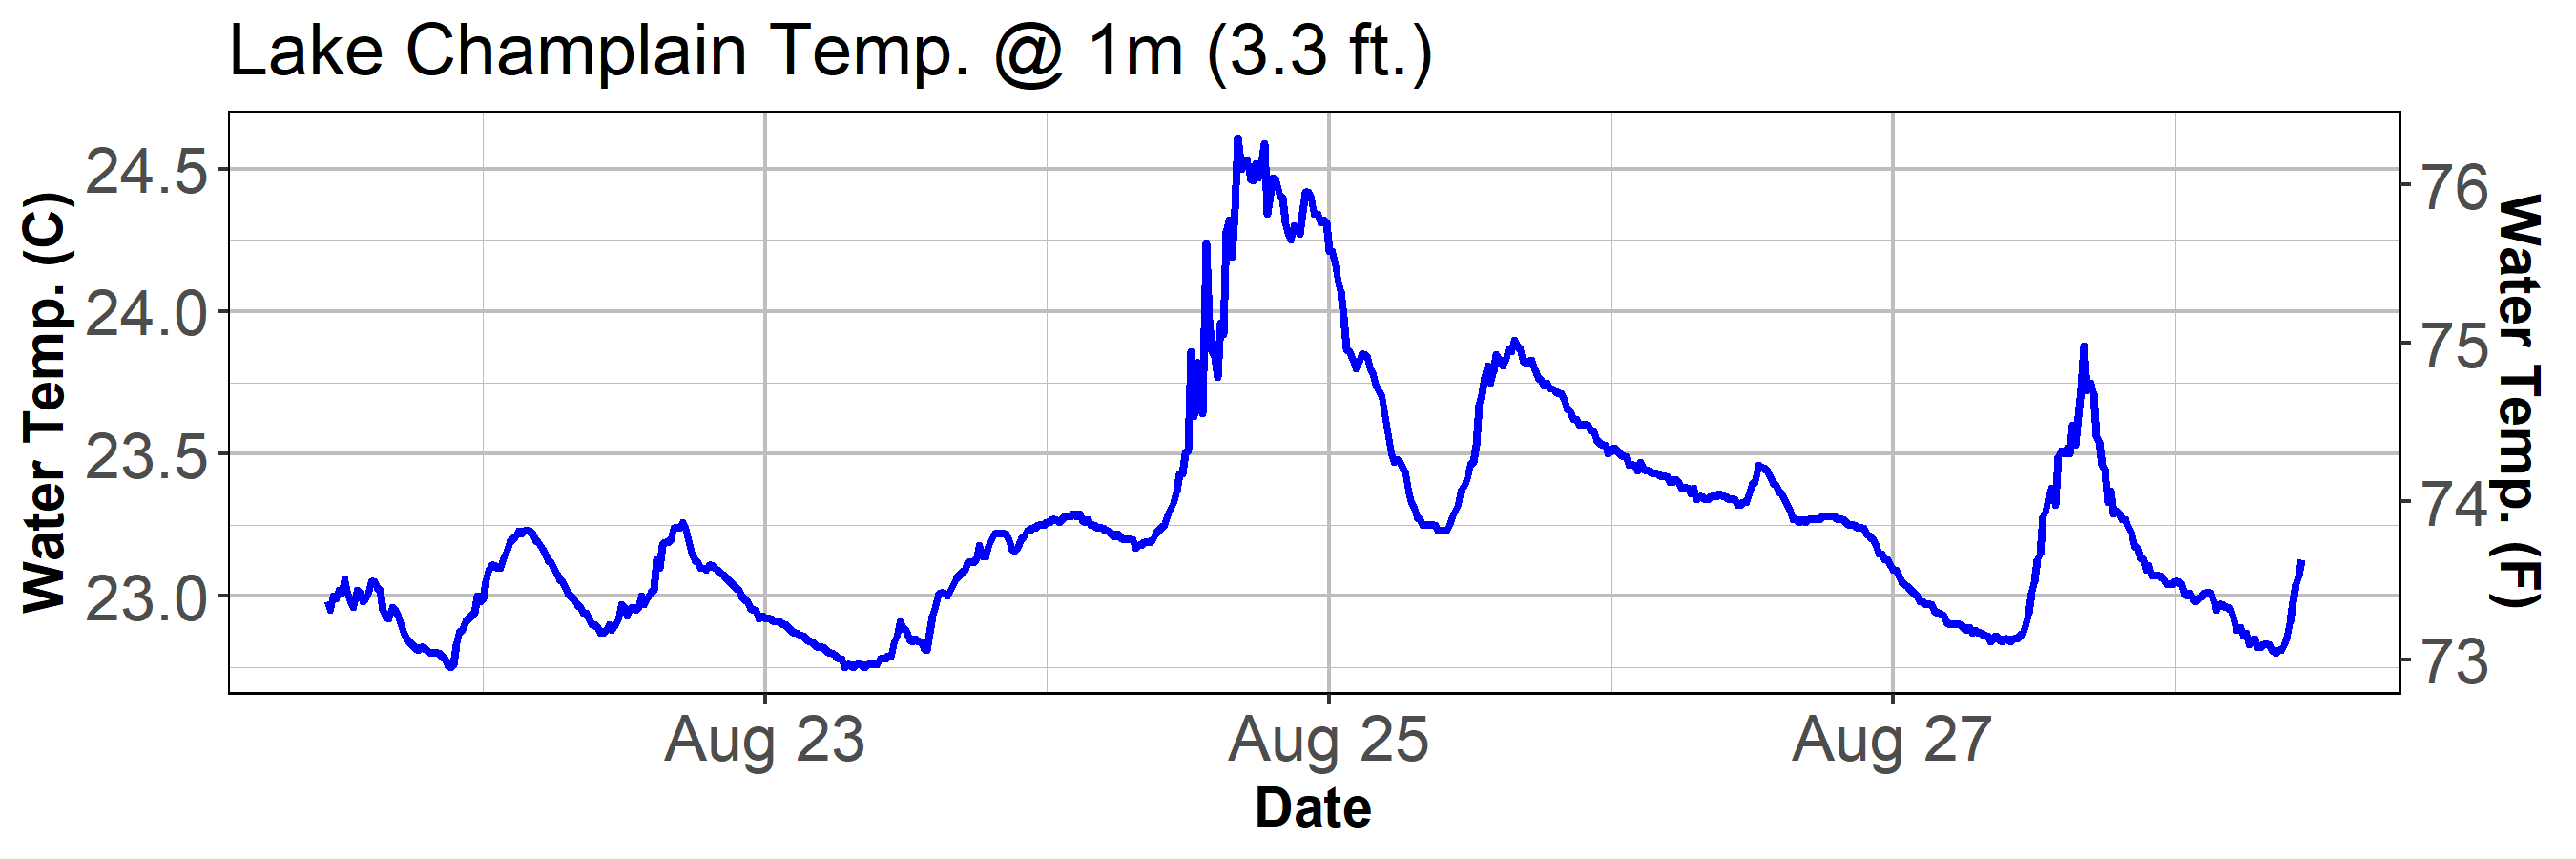 Lake Champlain Temp. @ 1m (3.3 ft.)
Water Temp. (C)
24.5
24.0
23.5
23.0
76
75
74
73
Water Temp. (F)
Aug 23
Aug 25
Aug 27
Date